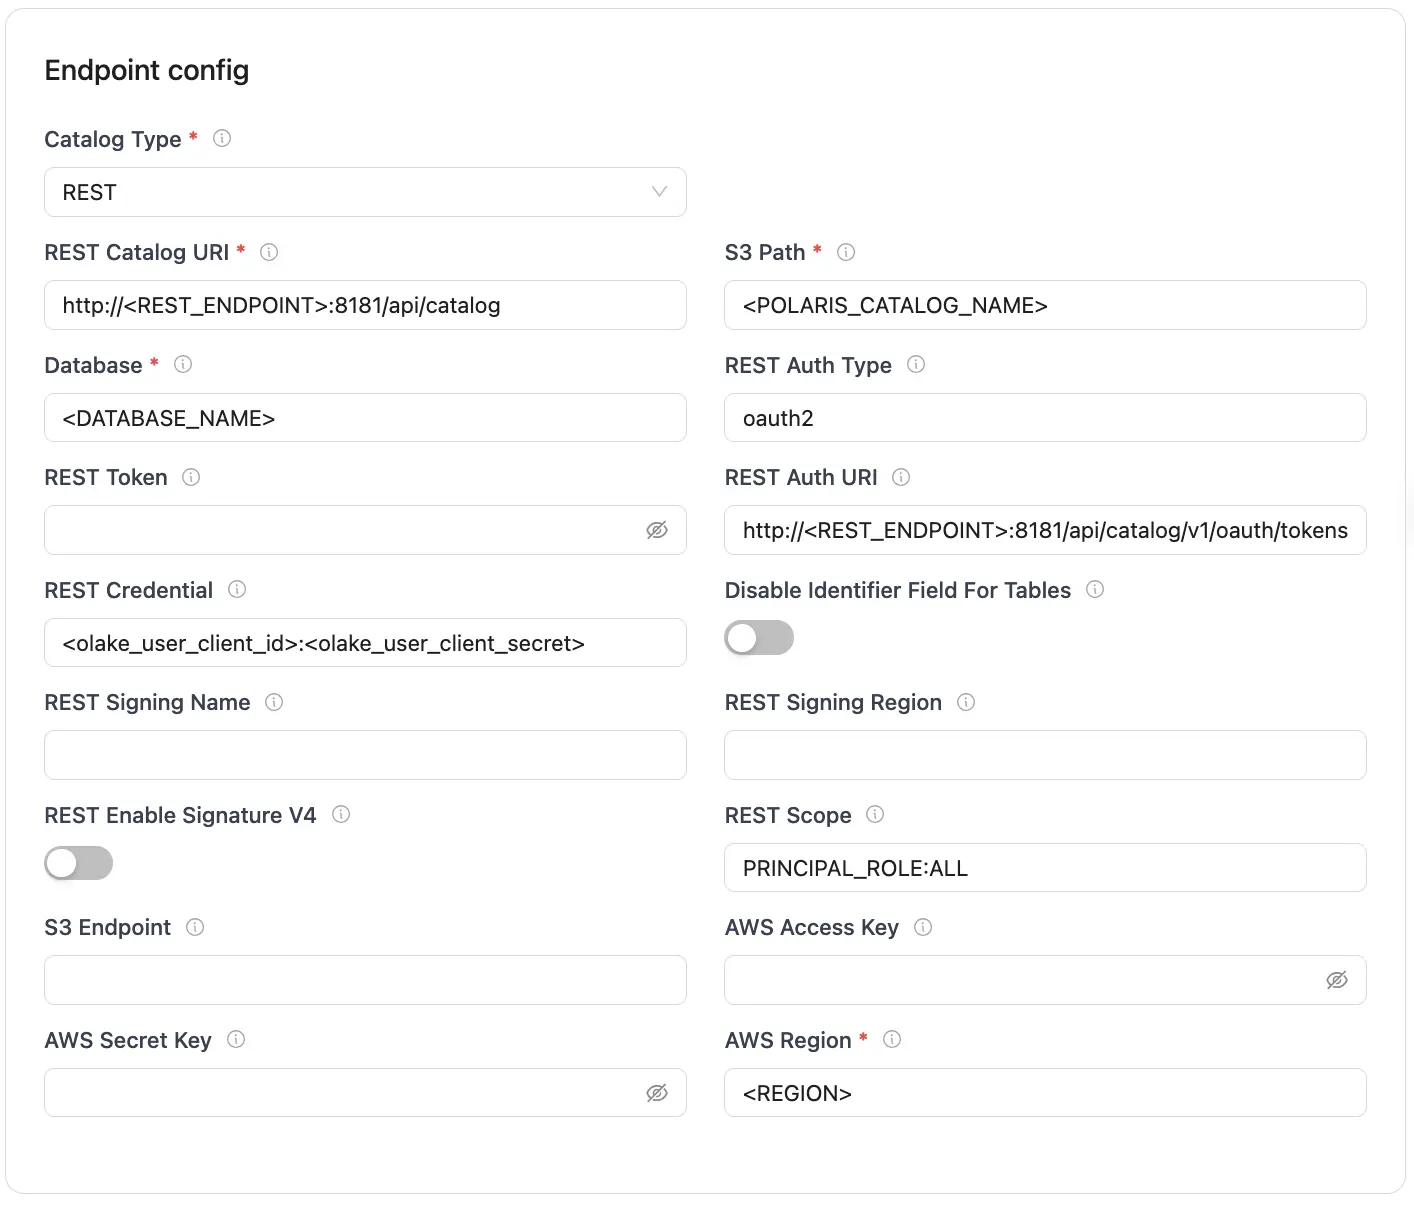 Endpoint config
Catalog Type *
REST
REST Catalog URI *
http://<REST_ENDPOINT>:8181/api/catalog
S3 Path *
<POLARIS_CATALOG_NAME>
Database *
<DATABASE_NAME>
REST Auth Type
oauth2
REST Token
REST Auth URI
http://<REST_ENDPOINT>:8181/api/catalog/v1/oauth/tokens
REST Credential
<olake_user_client_id>:<olake_user_client_secret>
Disable Identifier Field For Tables
REST Signing Name
REST Signing Region
REST Enable Signature V4
REST Scope
PRINCIPAL_ROLE:ALL
S3 Endpoint
AWS Access Key
AWS Secret Key
AWS Region *
<REGION>